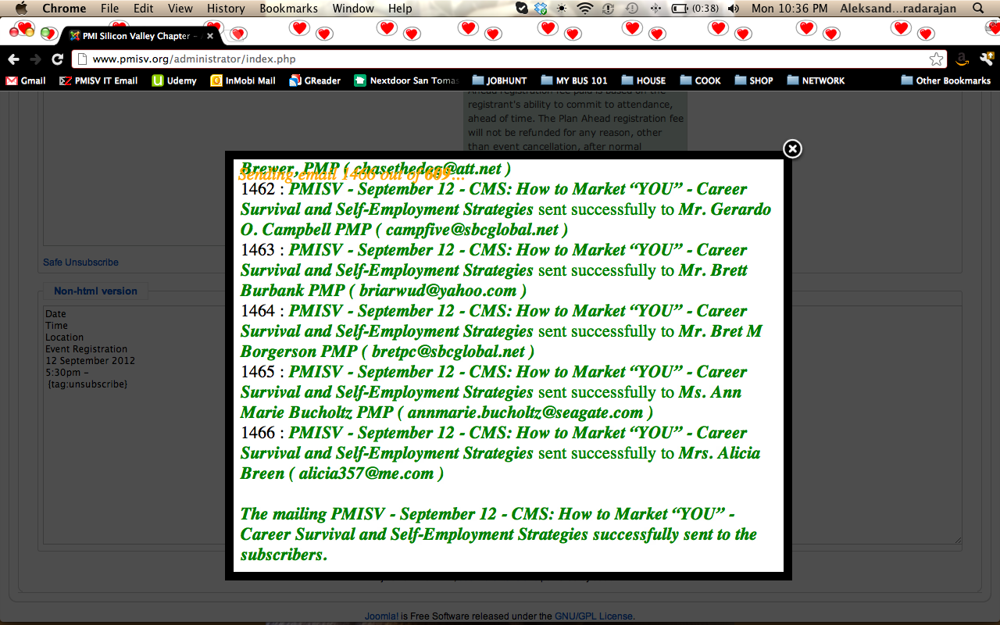 Chrome File Edit View History Bookmarks Window Help (0:38) Mon 10:36 PM Aleksand...radarajan
PMI Silicon Valley Chapter –
www.pmisv.org/administrator/index.php
Gmail PMISV IT Email Udemy InMobi Mail GReader Nextdoor San Tomas JOBHUNT MY BUS 101 HOUSE COOK SHOP NETWORK Other Bookmarks
Ahead registration fee paid is based on the
registrant's ability to commit to attendance,
ahead of time. The Plan Ahead registration fee
will not be refunded for any reason, other
than event cancellation, after normal
Brewer, PMP ( chasethedog@att.net )
Sending email 1466 out of 609...
1462 : PMISV - September 12 - CMS: How to Market “YOU” - Career
Survival and Self-Employment Strategies sent successfully to Mr. Gerardo
O. Campbell PMP ( campfive@sbcglobal.net )
1463 : PMISV - September 12 - CMS: How to Market “YOU” - Career
Survival and Self-Employment Strategies sent successfully to Mr. Brett
Burbank PMP ( briarwud@yahoo.com )
1464 : PMISV - September 12 - CMS: How to Market “YOU” - Career
Survival and Self-Employment Strategies sent successfully to Mr. Bret M
Borgerson PMP ( bretpc@sbcglobal.net )
1465 : PMISV - September 12 - CMS: How to Market “YOU” - Career
Survival and Self-Employment Strategies sent successfully to Ms. Ann
Marie Bucholtz PMP ( annmarie.bucholtz@seagate.com )
1466 : PMISV - September 12 - CMS: How to Market “YOU” - Career
Survival and Self-Employment Strategies sent successfully to Mrs. Alicia
Breen ( alicia357@me.com )
The mailing PMISV - September 12 - CMS: How to Market “YOU” -
Career Survival and Self-Employment Strategies successfully sent to the
subscribers.
Safe Unsubscribe
Non-html version
Date
Time
Location
Event Registration
12 September 2012
5:30pm –
{tag:unsubscribe}
Joomla! is Free Software released under the GNU/GPL License.